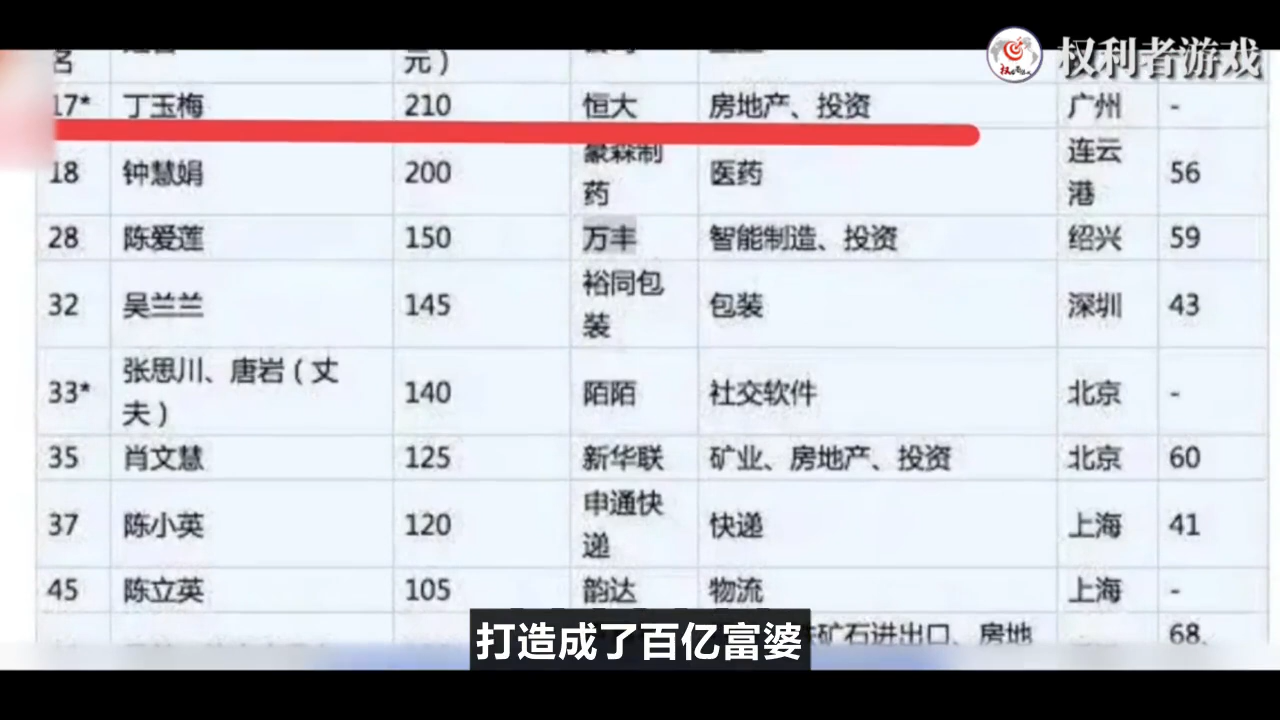 权利者游戏
名 元）
17* 丁玉梅 210 恒大 房地产、投资 广州 -
18 钟慧娟 200 豪森制药 医药 连云港 56
28 陈爱莲 150 万丰 智能制造、投资 绍兴 59
32 吴兰兰 145 裕同包装 包装 深圳 43
33* 张思川、唐岩（丈夫） 140 陌陌 社交软件 北京 -
35 肖文慧 125 新华联 矿业、房地产、投资 北京 60
37 陈小英 120 申通快递 快递 上海 41
45 陈立英 105 韵达 物流 上海 -
矿石进出口、房地 68、
打造成了百亿富婆